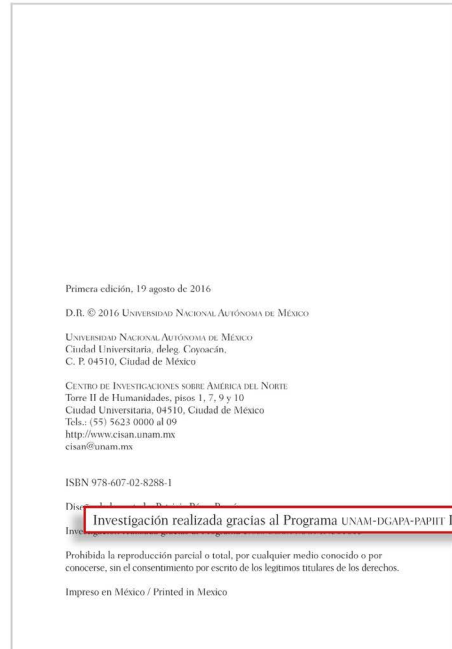 Primera edición, 19 agosto de 2016
D.R. © 2016 Universidad Nacional Autónoma de México
Universidad Nacional Autónoma de México
Ciudad Universitaria, deleg. Coyoacán,
C. P. 04510, Ciudad de México
Centro de Investigaciones sobre América del Norte
Torre II de Humanidades, pisos 1, 7, 9 y 10
Ciudad Universitaria, 04510, Ciudad de México
Tels.: (55) 5623 0000 al 09
http://www.cisan.unam.mx
cisan@unam.mx
ISBN 978-607-02-8288-1
Investigación realizada gracias al Programa UNAM-DGAPA-PAPIIT
Prohibida la reproducción parcial o total, por cualquier medio conocido o por
conocerse, sin el consentimiento por escrito de los legítimos titulares de los derechos.
Impreso en México / Printed in Mexico